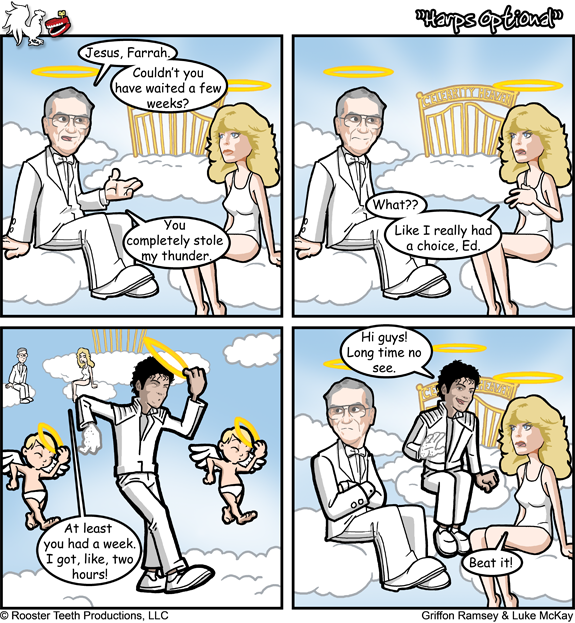 "Harps Optional"
Jesus, Farrah.
Couldn't you
have waited a few
weeks?
You
completely stole
my thunder.
CELEBRITY HEAVEN
What??
Like I really had
a choice, Ed.
At least
you had a week.
I got, like, two
hours!
Hi guys!
Long time no
see.
Beat it!
© Rooster Teeth Productions, LLC
Griffon Ramsey & Luke McKay